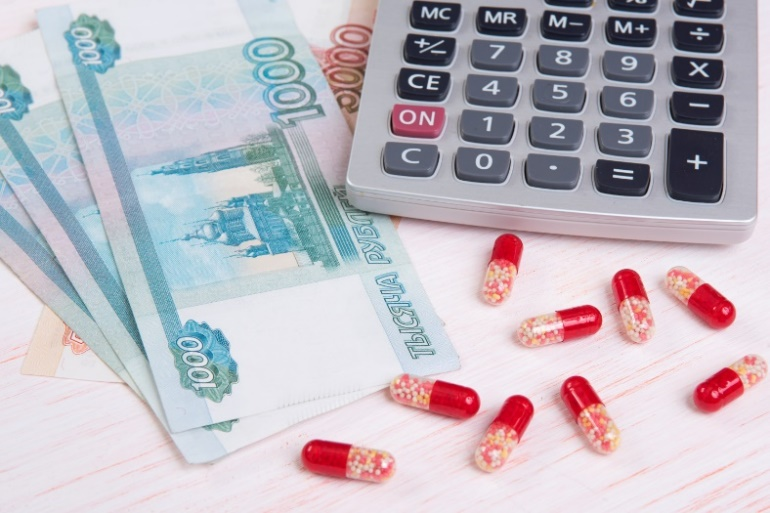 1000
1000
1000
ТЫСЯЧА РУБЛЕЙ
MC MR M− M+ ÷
+/− 7 8 9 ×
CE 4 5 6 −
ON 1 2 3 +
C 0 · =